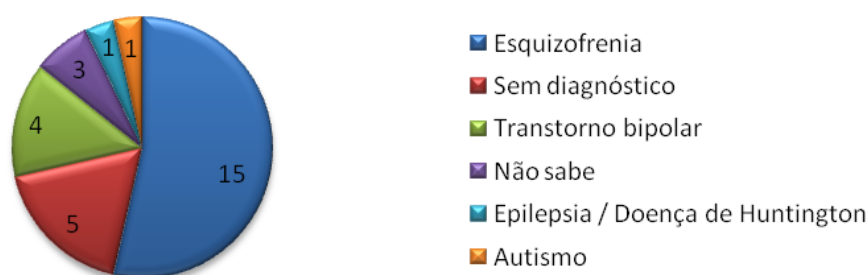 1
1
3
4
15
5
Esquizofrenia
Sem diagnóstico
Transtorno bipolar
Não sabe
Epilepsia / Doença de Huntington
Autismo